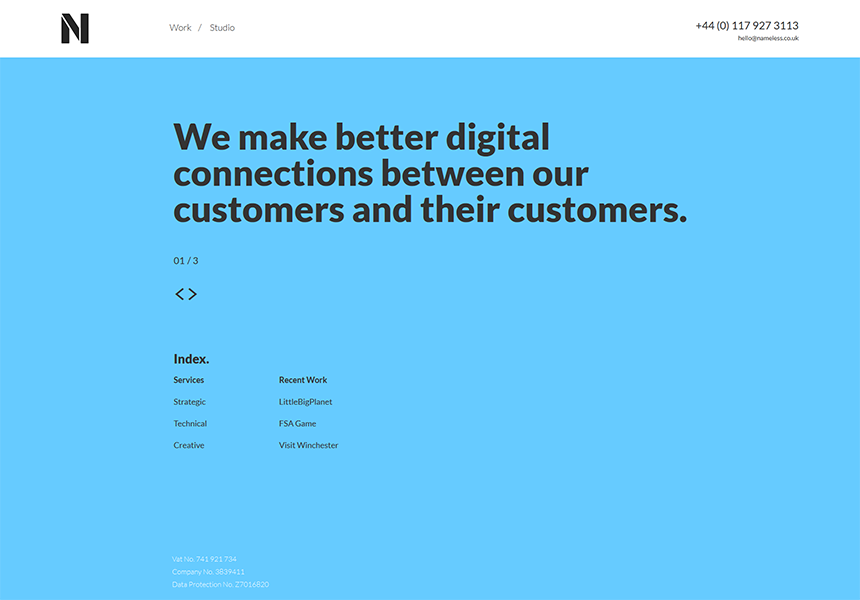 N
Work / Studio
+44 (0) 117 927 3113
hello@nameless.co.uk
We make better digital
connections between our
customers and their customers.
01 / 3
< >
Index.
Services
Strategic
Technical
Creative
Recent Work
LittleBigPlanet
FSA Game
Visit Winchester
Vat No. 741 921 734
Company No. 3839411
Data Protection No. Z7016820